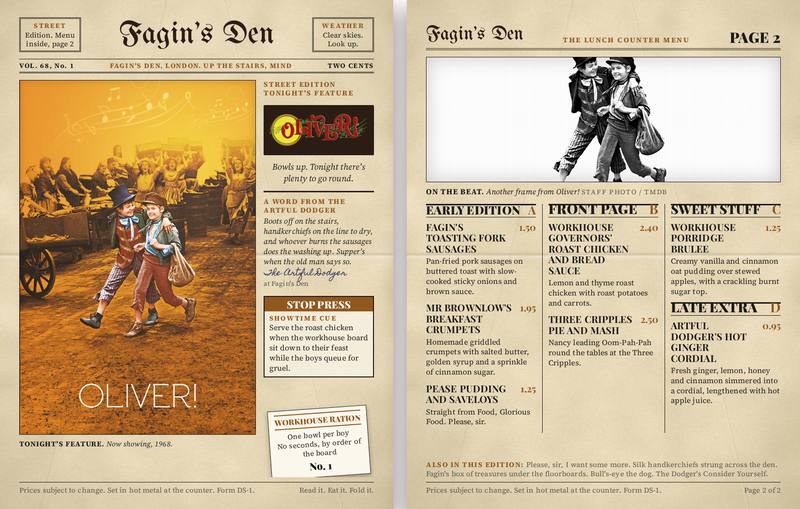 STREET
Edition. Menu
inside, page 2
Fagin's Den
WEATHER
Clear skies.
Look up.
VOL. 68, No. 1
FAGIN'S DEN, LONDON. UP THE STAIRS, MIND
TWO CENTS
OLIVER!
TONIGHT'S FEATURE. Now showing, 1968.
STREET EDITION
TONIGHT'S FEATURE
OLIVER!
Bowls up. Tonight there's
plenty to go round.
A WORD FROM THE
ARTFUL DODGER
Boots off on the stairs,
handkerchiefs on the line to dry,
and whoever burns the sausages
does the washing up. Supper's
when the old man says so.
The Artful Dodger
at Fagin's Den
STOP PRESS
SHOWTIME CUE
Serve the roast chicken
when the workhouse board
sit down to their feast
while the boys queue for
gruel.
WORKHOUSE RATION
One bowl per boy
No seconds, by order of
the board
No. 1
Prices subject to change. Set in hot metal at the counter. Form DS-1.
Read it. Eat it. Fold it.
Fagin's Den
THE LUNCH COUNTER MENU
PAGE 2
ON THE BEAT. Another frame from Oliver! STAFF PHOTO / TMDB
EARLY EDITION A
FAGIN'S 1.50
TOASTING FORK
SAUSAGES
Pan-fried pork sausages on
buttered toast with slow-
cooked sticky onions and
brown sauce.
MR BROWNLOW'S 1.95
BREAKFAST
CRUMPETS
Homemade griddled
crumpets with salted butter,
golden syrup and a sprinkle
of cinnamon sugar.
PEASE PUDDING 1.25
AND SAVELOYS
Straight from Food, Glorious
Food. Please, sir.
FRONT PAGE B
WORKHOUSE 2.40
GOVERNORS'
ROAST CHICKEN
AND BREAD
SAUCE
Lemon and thyme roast
chicken with roast potatoes
and carrots.
THREE CRIPPLES 2.50
PIE AND MASH
Nancy leading Oom-Pah-Pah
round the tables at the Three
Cripples.
SWEET STUFF C
WORKHOUSE 1.25
PORRIDGE
BRULEE
Creamy vanilla and cinnamon
oat pudding over stewed
apples, with a crackling burnt
sugar top.
LATE EXTRA D
ARTFUL 0.95
DODGER'S HOT
GINGER
CORDIAL
Fresh ginger, lemon, honey
and cinnamon simmered into
a cordial, lengthened with hot
apple juice.
ALSO IN THIS EDITION: Please, sir, I want some more. Silk handkerchiefs strung across the den.
Fagin's box of treasures under the floorboards. Bull's-eye the dog. The Dodger's Consider Yourself.
Prices subject to change. Set in hot metal at the counter. Form DS-1.
Page 2 of 2